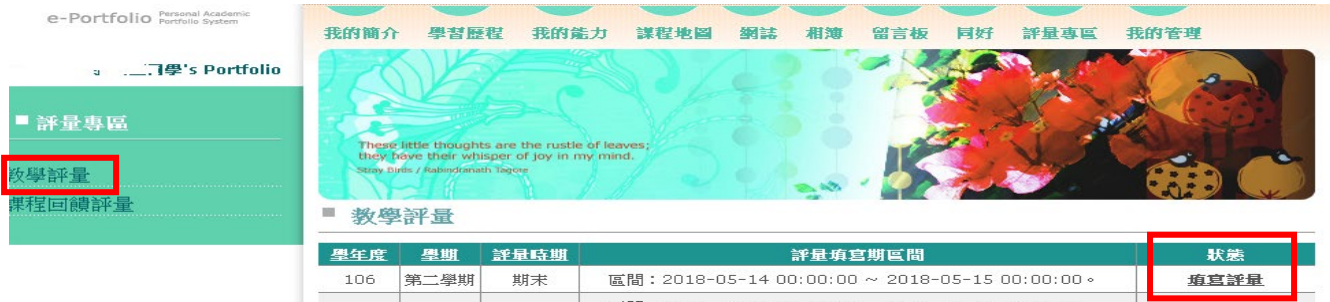 e-Portfolio Personal Academic Portfolio System
我的簡介 學習歷程 我的能力 課程地圖 網誌 相簿 留言板 同好 評量專區 我的管理
學's Portfolio
評量專區
教學評量
課程回饋評量
These little thoughts are the rustle of leaves;
they have their whisper of joy in my mind.
Stray Birds / Rabindranath Tagore
教學評量
學年度 學期 評量時期 評量填寫期區間 狀態
106 第二學期 期末 區間：2018-05-14 00:00:00 ~ 2018-05-15 00:00:00。 填寫評量